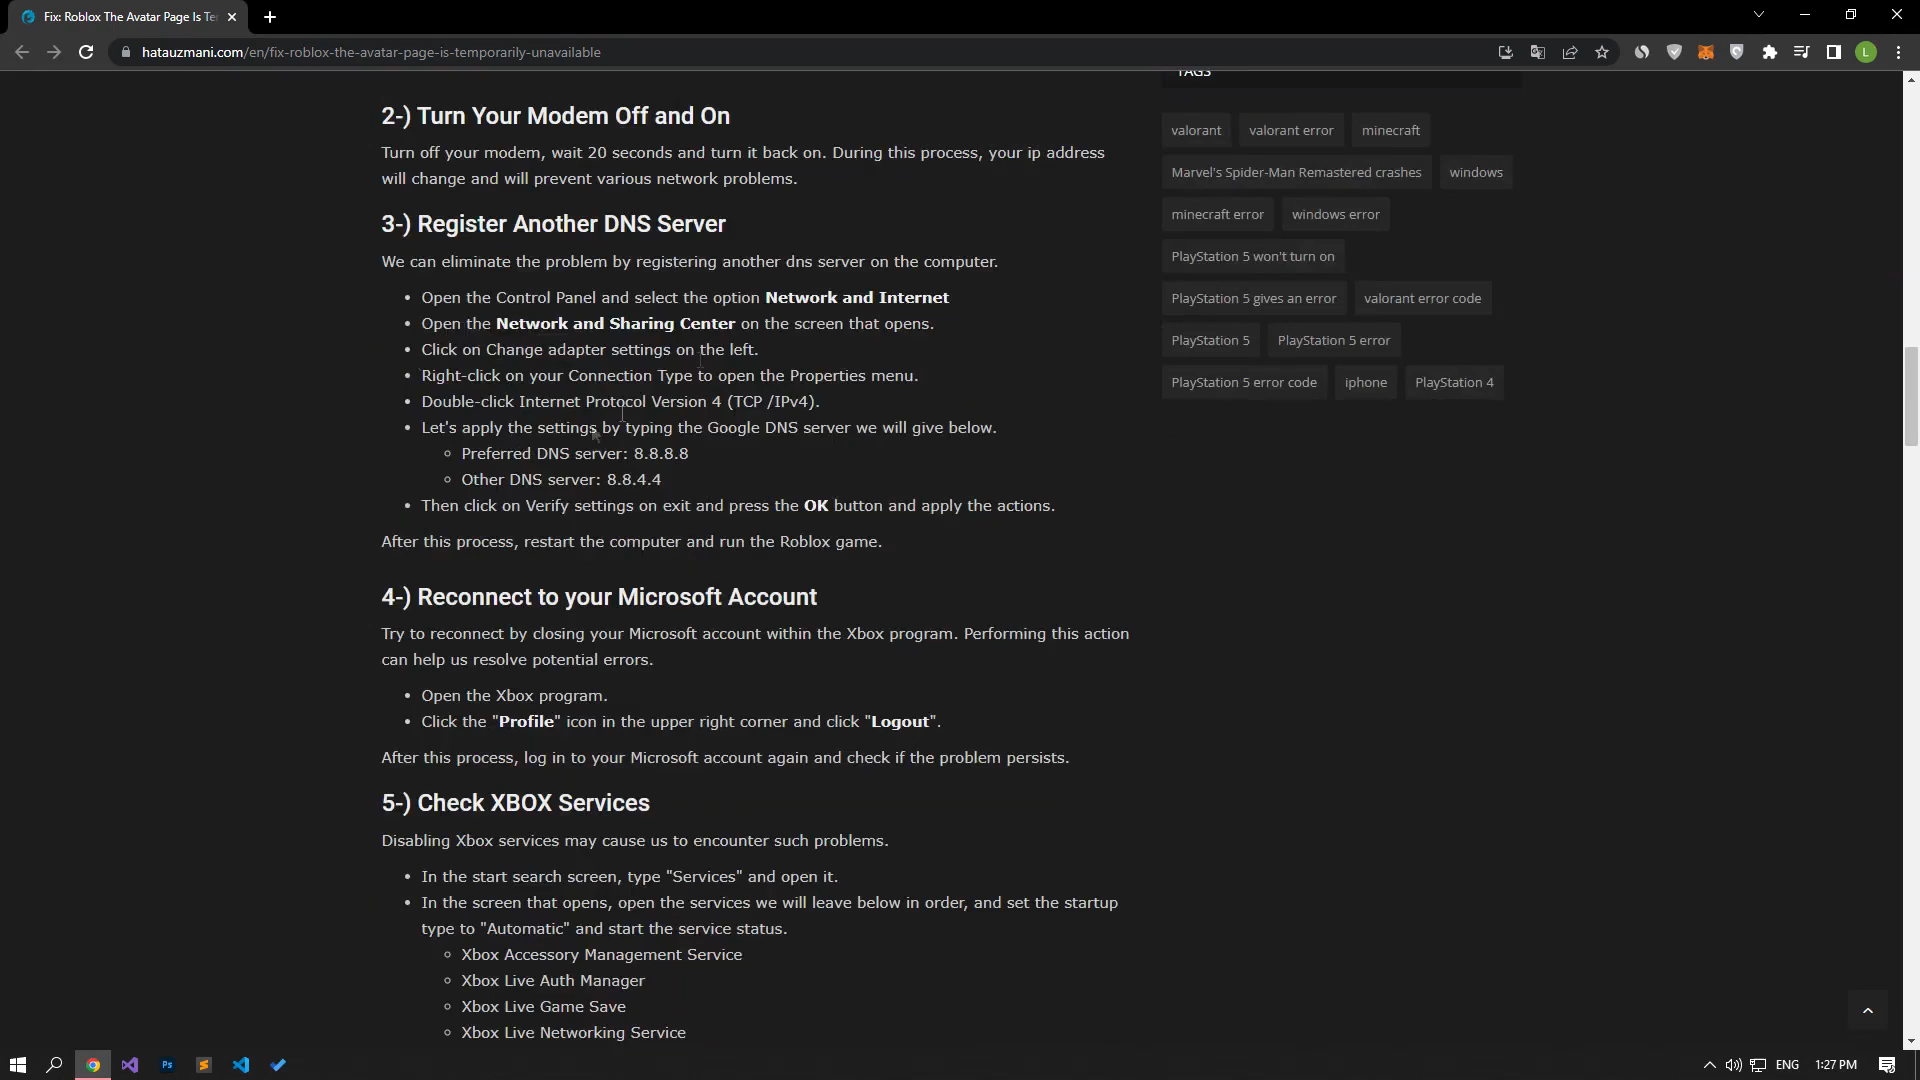 Fix: Roblox The Avatar Page Is Te
hatauzmani.com/en/fix-roblox-the-avatar-page-is-temporarily-unavailable
L
TAGS
2-) Turn Your Modem Off and On
Turn off your modem, wait 20 seconds and turn it back on. During this process, your ip address
will change and will prevent various network problems.
3-) Register Another DNS Server
We can eliminate the problem by registering another dns server on the computer.
• Open the Control Panel and select the option Network and Internet
• Open the Network and Sharing Center on the screen that opens.
• Click on Change adapter settings on the left.
• Right-click on your Connection Type to open the Properties menu.
• Double-click Internet Protocol Version 4 (TCP /IPv4).
• Let's apply the settings by typing the Google DNS server we will give below.
◦ Preferred DNS server: 8.8.8.8
◦ Other DNS server: 8.8.4.4
• Then click on Verify settings on exit and press the OK button and apply the actions.
After this process, restart the computer and run the Roblox game.
4-) Reconnect to your Microsoft Account
Try to reconnect by closing your Microsoft account within the Xbox program. Performing this action
can help us resolve potential errors.
• Open the Xbox program.
• Click the "Profile" icon in the upper right corner and click "Logout".
After this process, log in to your Microsoft account again and check if the problem persists.
5-) Check XBOX Services
Disabling Xbox services may cause us to encounter such problems.
• In the start search screen, type "Services" and open it.
• In the screen that opens, open the services we will leave below in order, and set the startup
type to "Automatic" and start the service status.
◦ Xbox Accessory Management Service
◦ Xbox Live Auth Manager
◦ Xbox Live Game Save
◦ Xbox Live Networking Service
valorant valorant error minecraft
Marvel's Spider-Man Remastered crashes windows
minecraft error windows error
PlayStation 5 won't turn on
PlayStation 5 gives an error valorant error code
PlayStation 5 PlayStation 5 error
PlayStation 5 error code iphone PlayStation 4
Ps
ENG 1:27 PM